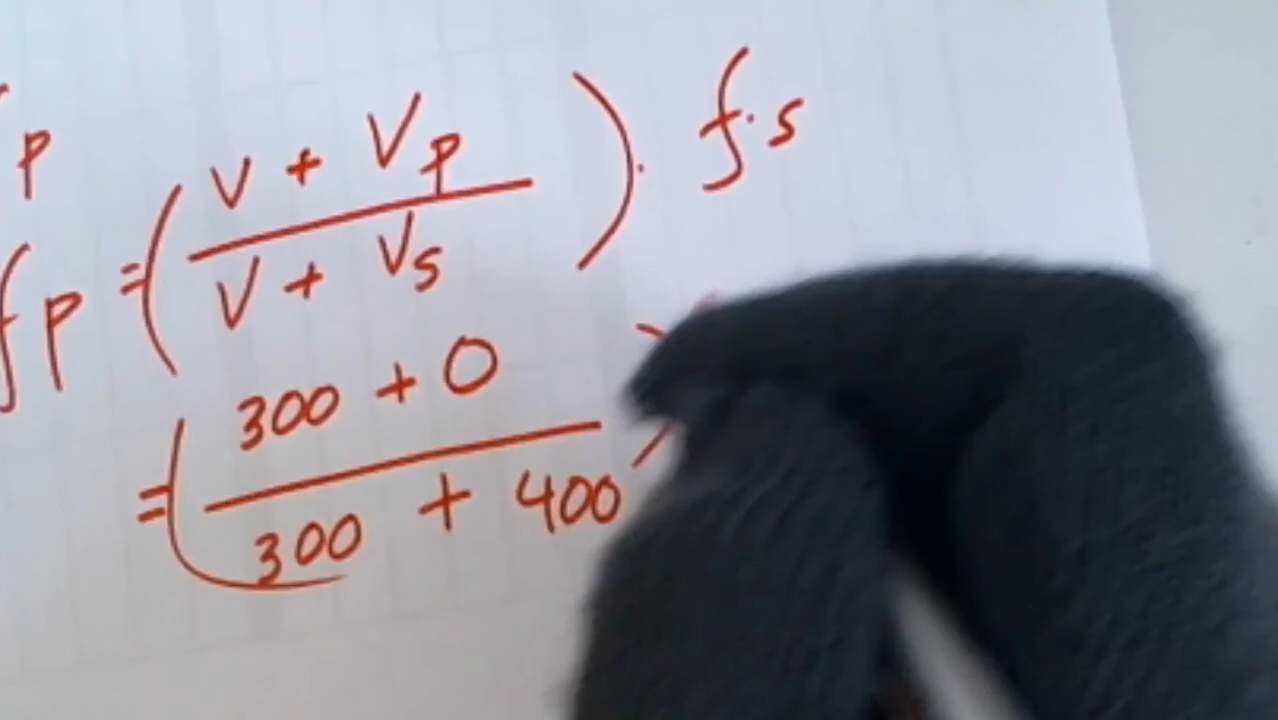 p
fp = ( V + Vp / V + Vs ) . f.s
= ( 300 + 0 / 300 + 400 )